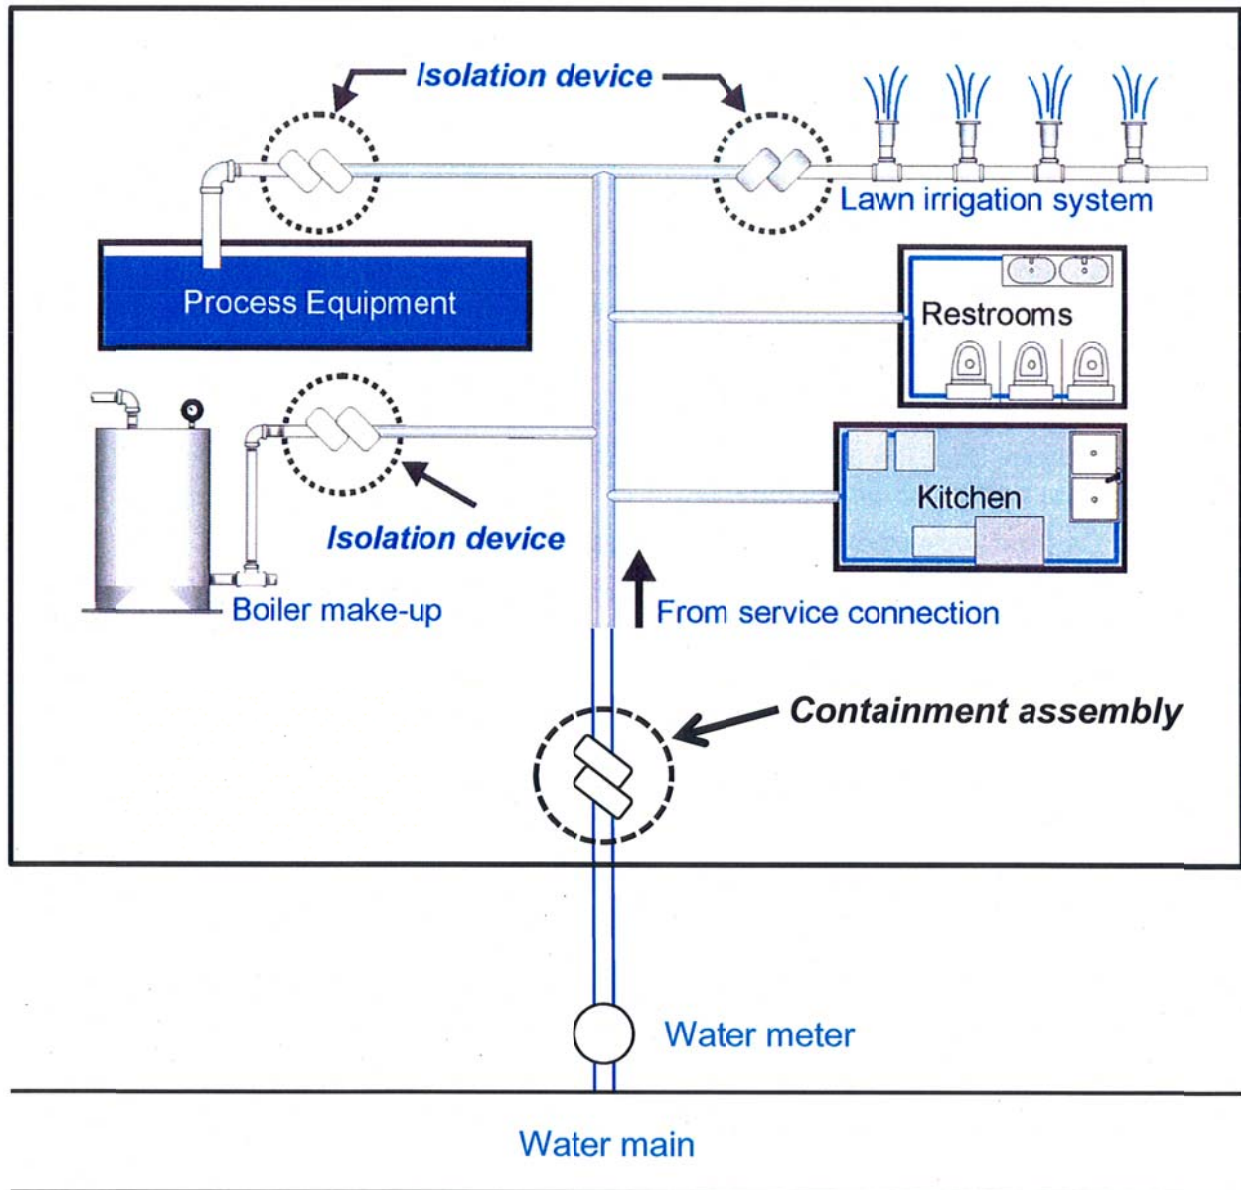 Isolation device
Lawn irrigation system
Process Equipment
Restrooms
Kitchen
Isolation device
Boiler make-up
From service connection
Containment assembly
Water meter
Water main